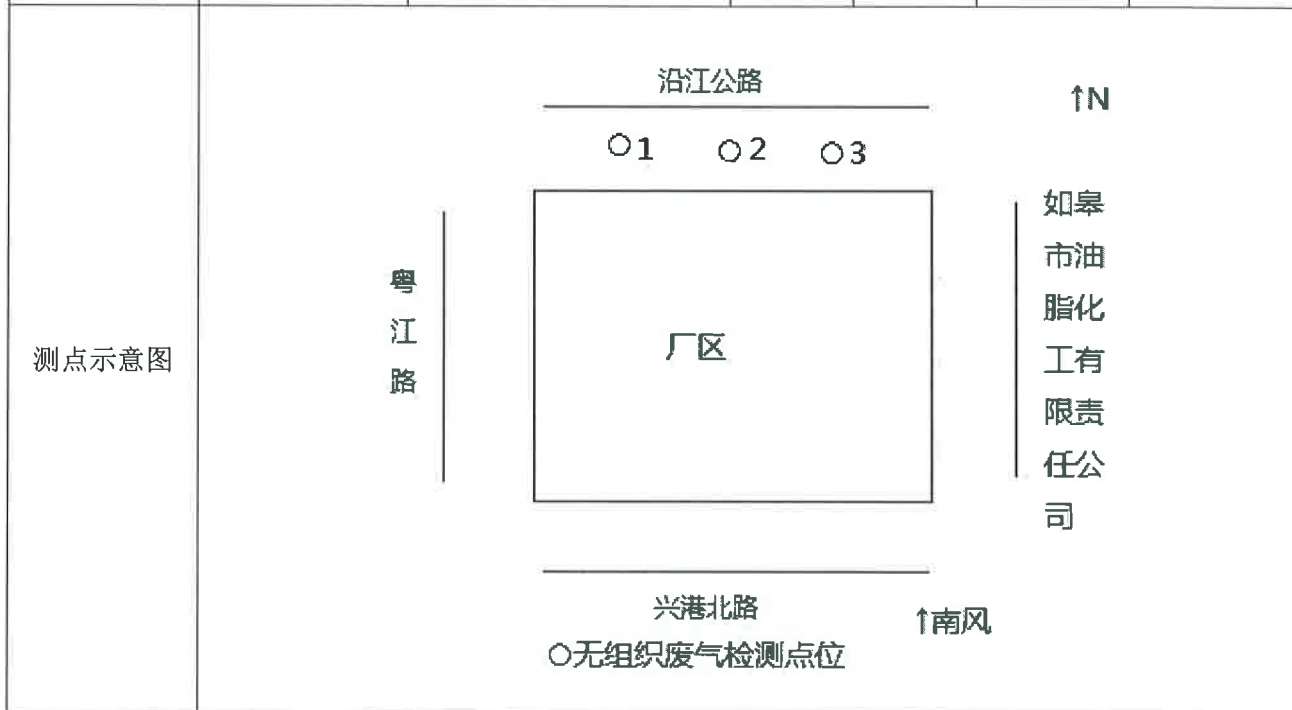 沿江公路
↑N
○1 ○2 ○3
粤
江
路
如皋
市油
脂化
工有
限责
任公
司
厂区
测点示意图
兴港北路
↑南风
○无组织废气检测点位